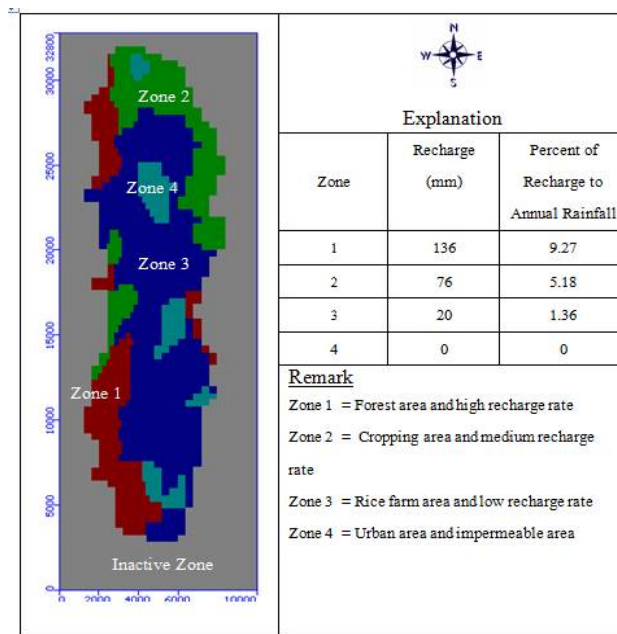 N
W E
S
Explanation
Zone
Recharge
(mm)
Percent of
Recharge to
Annual Rainfall
1 136 9.27
2 76 5.18
3 20 1.36
4 0 0
Remark
Zone 1 = Forest area and high recharge rate
Zone 2 = Cropping area and medium recharge
rate
Zone 3 = Rice farm area and low recharge rate
Zone 4 = Urban area and impermeable area
32800
30000
25000
20000
15000
10000
5000
0
Zone 2
Zone 4
Zone 3
Zone 1
Inactive Zone
0 2000 4000 6000 10000